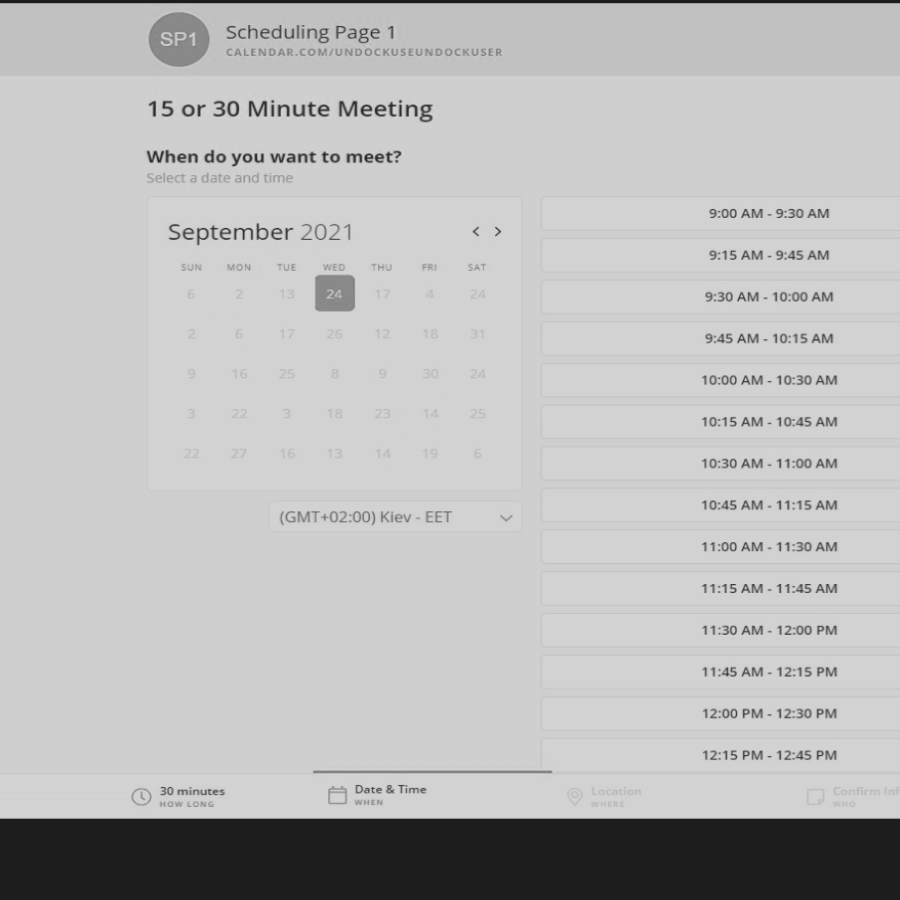 SP1
Scheduling Page 1
CALENDAR.COM/UNDOCKUSEUNDOCKUSER
15 or 30 Minute Meeting
When do you want to meet?
Select a date and time
September 2021 < >
SUN MON TUE WED THU FRI SAT
6 2 13 24 17 4 24
2 6 17 26 12 18 31
9 16 25 8 9 30 24
3 22 3 18 23 14 25
22 27 16 13 14 19 6
(GMT+02:00) Kiev - EET
9:00 AM - 9:30 AM
9:15 AM - 9:45 AM
9:30 AM - 10:00 AM
9:45 AM - 10:15 AM
10:00 AM - 10:30 AM
10:15 AM - 10:45 AM
10:30 AM - 11:00 AM
10:45 AM - 11:15 AM
11:00 AM - 11:30 AM
11:15 AM - 11:45 AM
11:30 AM - 12:00 PM
11:45 AM - 12:15 PM
12:00 PM - 12:30 PM
12:15 PM - 12:45 PM
30 minutes
HOW LONG
Date & Time
WHEN
Location
WHERE
Confirm Inf
WHO